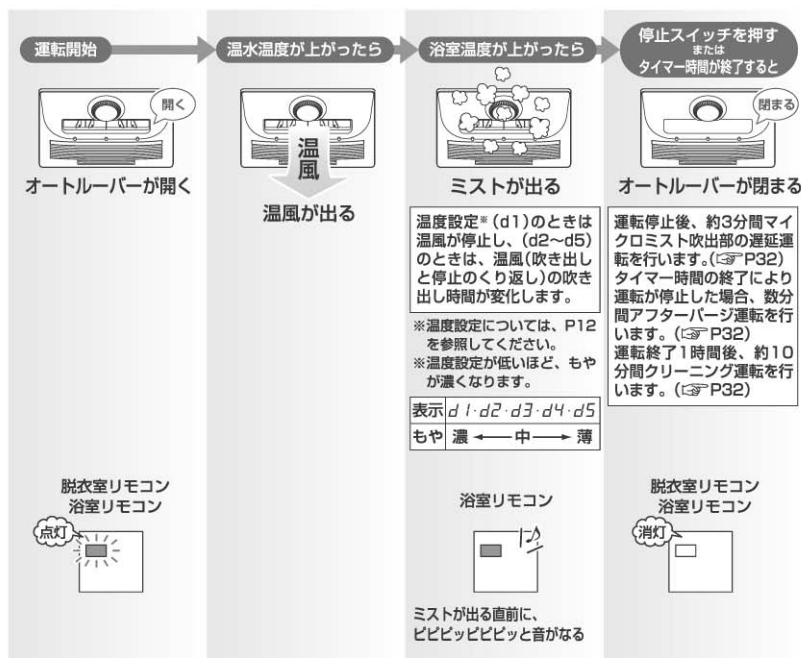 運転開始
開く
オートルーバーが開く
脱衣室リモコン
浴室リモコン
点灯
温水温度が上がったら
温風
温風が出る
浴室温度が上がったら
ミストが出る
温度設定※(d1)のときは
温風が停止し、(d2〜d5)
のときは、温風(吹き出し
と停止のくり返し)の吹き
出し時間が変化します。
※温度設定については、P12
を参照してください。
※温度設定が低いほど、もや
が濃くなります。
表示 d1・d2・d3・d4・d5
もや 濃 ← 中 → 薄
浴室リモコン
ミストが出る直前に、
ピピピッピピピッと音がなる
停止スイッチを押す
または
タイマー時間が終了すると
閉まる
オートルーバーが閉まる
運転停止後、約3分間マイ
クロミスト吹出部の遅延運
転を行います。(☞P32)
タイマー時間の終了により
運転が停止した場合、数分
間アフターパージ運転を行
います。(☞P32)
運転終了1時間後、約10
分間クリーニング運転を行
います。(☞P32)
脱衣室リモコン
浴室リモコン
消灯